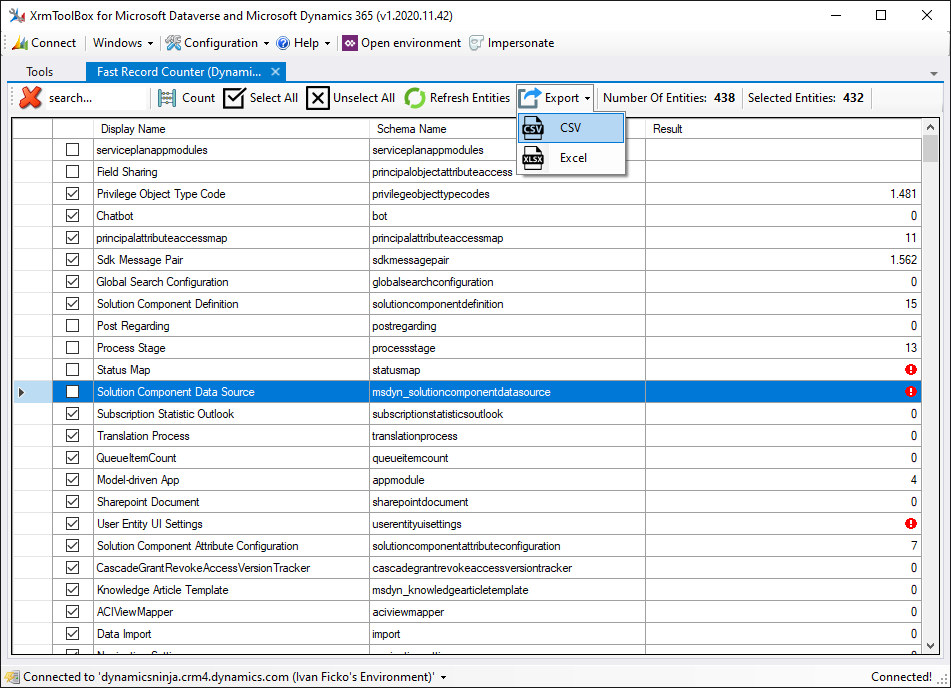 XrmToolBox for Microsoft Dataverse and Microsoft Dynamics 365 (v1.2020.11.42)
Connect Windows Configuration Help Open environment Impersonate
Tools Fast Record Counter (Dynami...
search... Count Select All Unselect All Refresh Entities Export Number Of Entities: 438 Selected Entities: 432
CSV CSV
XLSX Excel
Display Name Schema Name Result
serviceplanappmodules serviceplanappmodules
Field Sharing principalobjectattributeaccess
Privilege Object Type Code privilegeobjecttypecodes 1.481
Chatbot bot 0
principalattributeaccessmap principalattributeaccessmap 11
Sdk Message Pair sdkmessagepair 1.562
Global Search Configuration globalsearchconfiguration 0
Solution Component Definition solutioncomponentdefinition 15
Post Regarding postregarding 0
Process Stage processstage 13
Status Map statusmap
Solution Component Data Source msdyn_solutioncomponentdatasource
Subscription Statistic Outlook subscriptionstatisticsoutlook 0
Translation Process translationprocess 0
QueueItemCount queueitemcount 0
Model-driven App appmodule 4
Sharepoint Document sharepointdocument 0
User Entity UI Settings userentityuisettings
Solution Component Attribute Configuration solutioncomponentattributeconfiguration 7
CascadeGrantRevokeAccessVersionTracker cascadegrantrevokeaccessversiontracker 0
Knowledge Article Template msdyn_knowledgearticletemplate 0
ACIViewMapper aciviewmapper 0
Data Import import 0
Connected to 'dynamicsninja.crm4.dynamics.com (Ivan Ficko's Environment)' Connected!